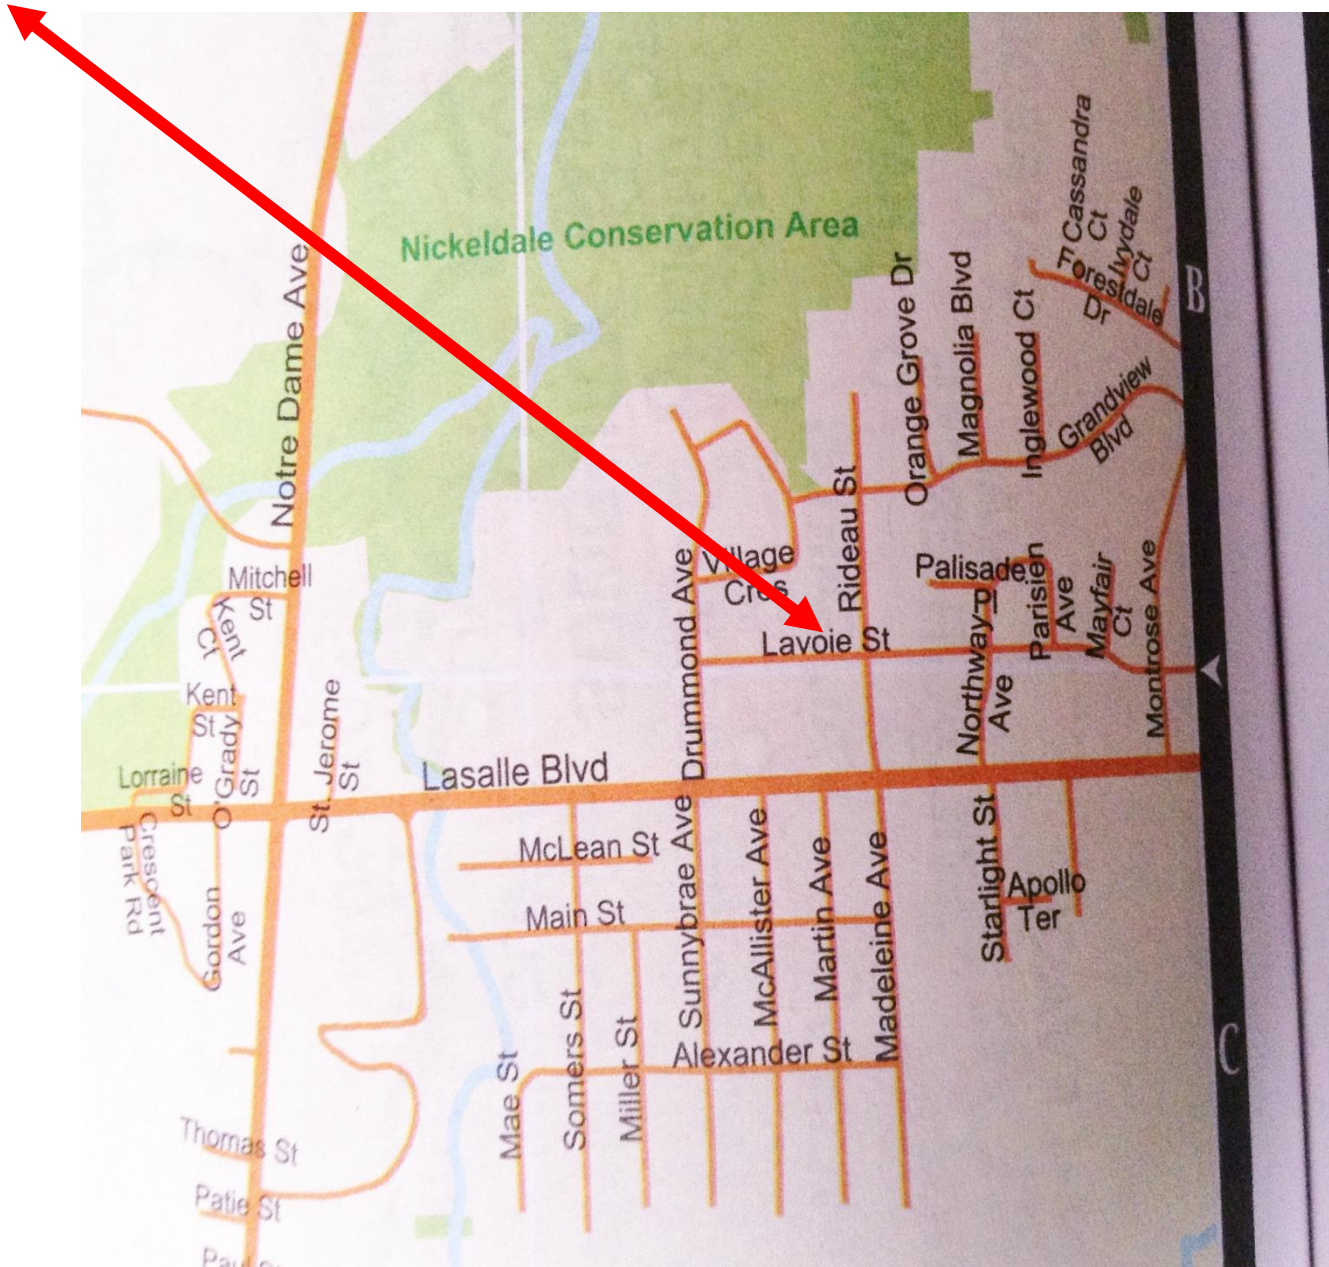 Cassandra
Ct
Ivydale
Ct
Forestdale
Dr
B
Nickeldale Conservation Area
Notre Dame Ave
Orange Grove Dr
Magnolia Blvd
Inglewood Ct
Grandview
Blvd
Mitchell
St
Kent
Ct
Village
Cres
Rideau St
Palisade
Pl
Parisien
Ave
Mayfair
Ct
Montrose Ave
Lavoie St
Drummond Ave
Northway
Ave
Kent
St
O'Grady
St
St Jerome
St
Lorraine
St
Lasalle Blvd
Crescent
Park Rd
Gordon
Ave
McLean St
Main St
Sunnybrae Ave
McAllister Ave
Martin Ave
Madeleine Ave
Starlight St
Apollo
Ter
Mae St
Somers St
Miller St
Alexander St
C
Thomas St
Patie St